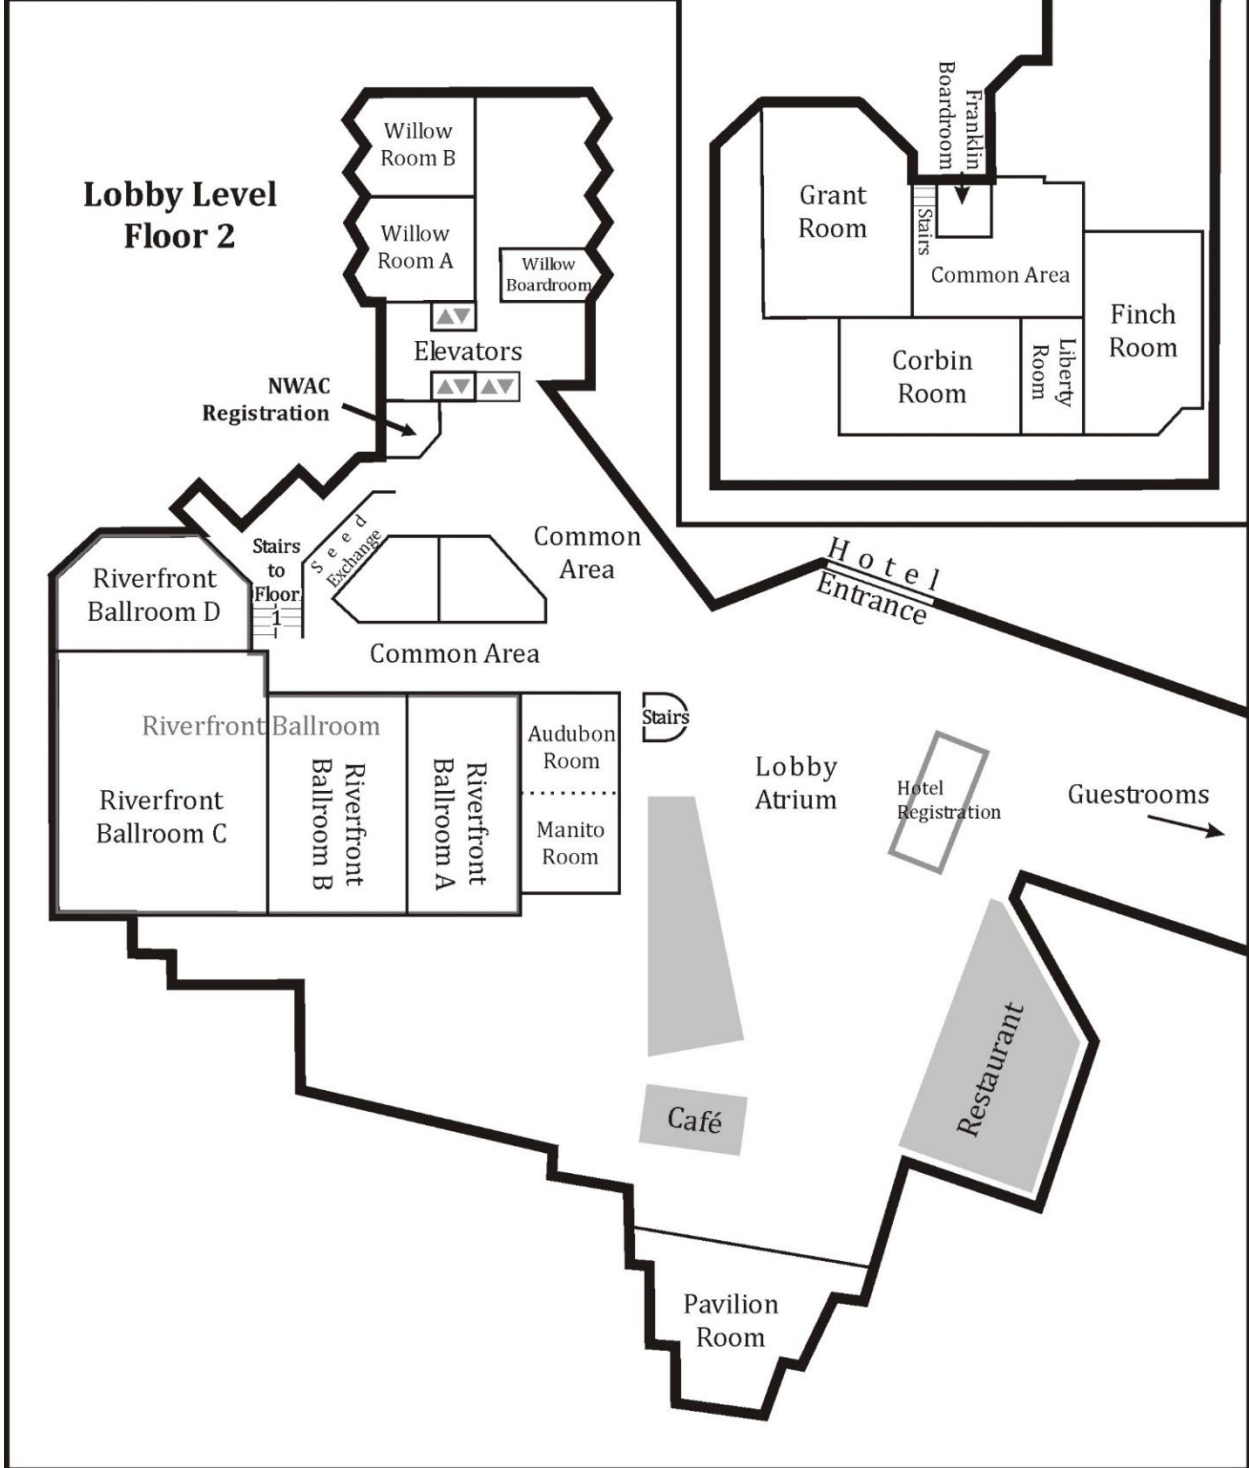 Lobby Level
Floor 2
Willow
Room B
Willow
Room A
Willow
Boardroom
Elevators
NWAC
Registration
Franklin
Boardroom
Grant
Room
Stairs
Common Area
Finch
Room
Corbin
Room
Liberty
Room
Stairs
to
Floor
1
Seed
Exchange
Common
Area
Hotel
Entrance
Riverfront
Ballroom D
Common Area
Riverfront Ballroom
Riverfront
Ballroom C
Riverfront
Ballroom B
Riverfront
Ballroom A
Audubon
Room
Manito
Room
Stairs
Lobby
Atrium
Hotel
Registration
Guestrooms
Restaurant
Café
Pavilion
Room